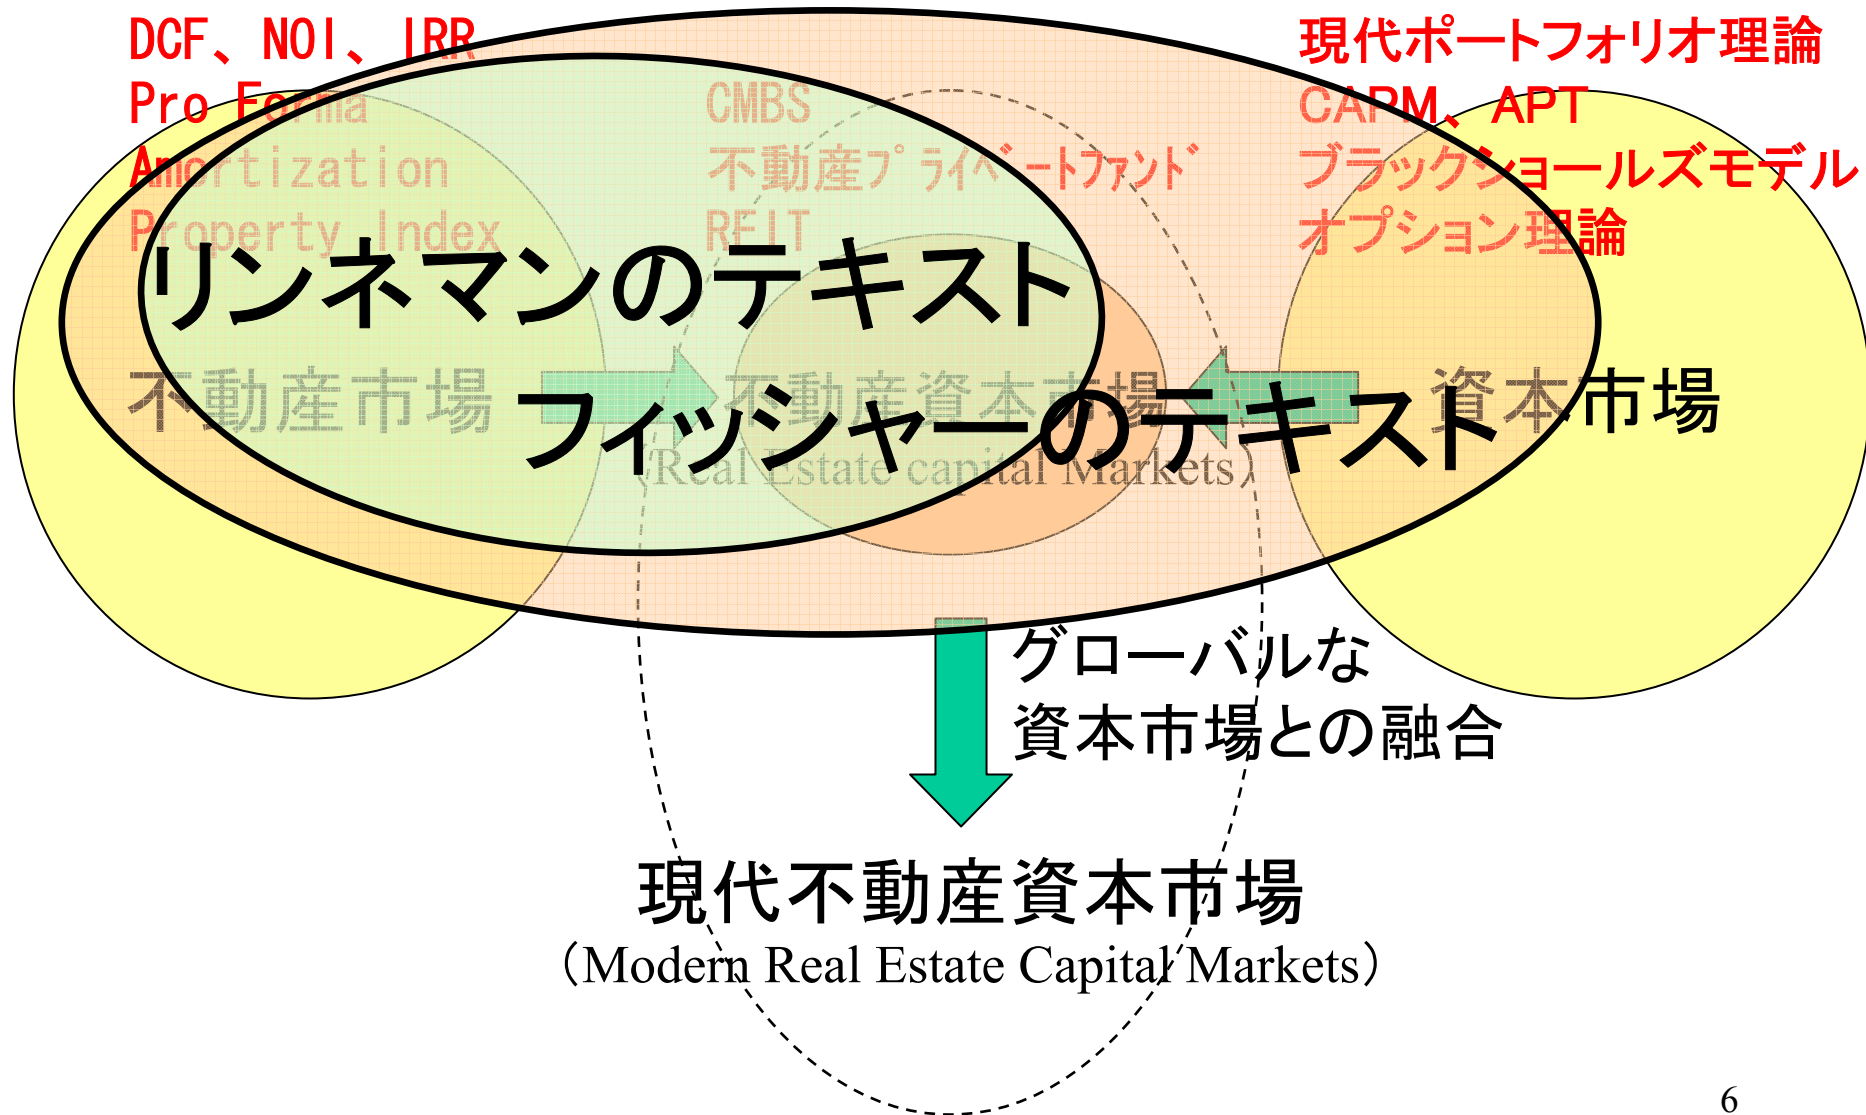 DCF、NOI、IRR
Pro Forma
Amortization
Property Index
CMBS
不動産プライベートファンド
REIT
現代ポートフォリオ理論
CAPM、APT
ブラックショールズモデル
オプション理論
リンネマンのテキスト
不動産市場
不動産資本市場
(Real Estate capital Markets)
資本市場
フィッシャーのテキスト
グローバルな
資本市場との融合
現代不動産資本市場
（Modern Real Estate Capital Markets）
6